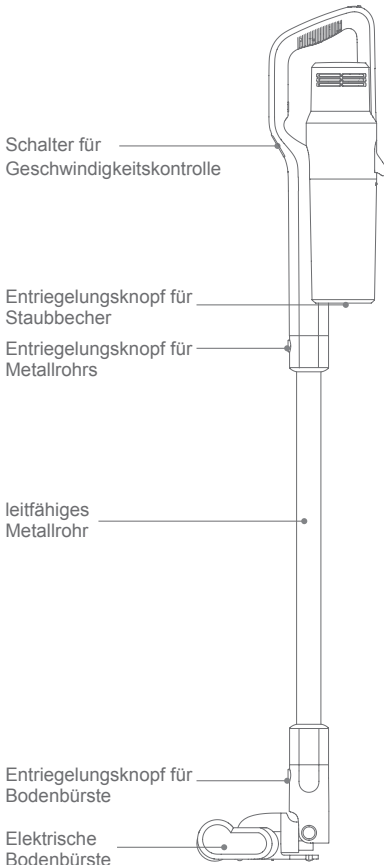 Schalter für
Geschwindigkeitskontrolle
Entriegelungsknopf für
Staubbecher
Entriegelungsknopf für
Metallrohrs
leitfähiges
Metallrohr
Entriegelungsknopf für
Bodenbürste
Elektrische
Bodenbürste